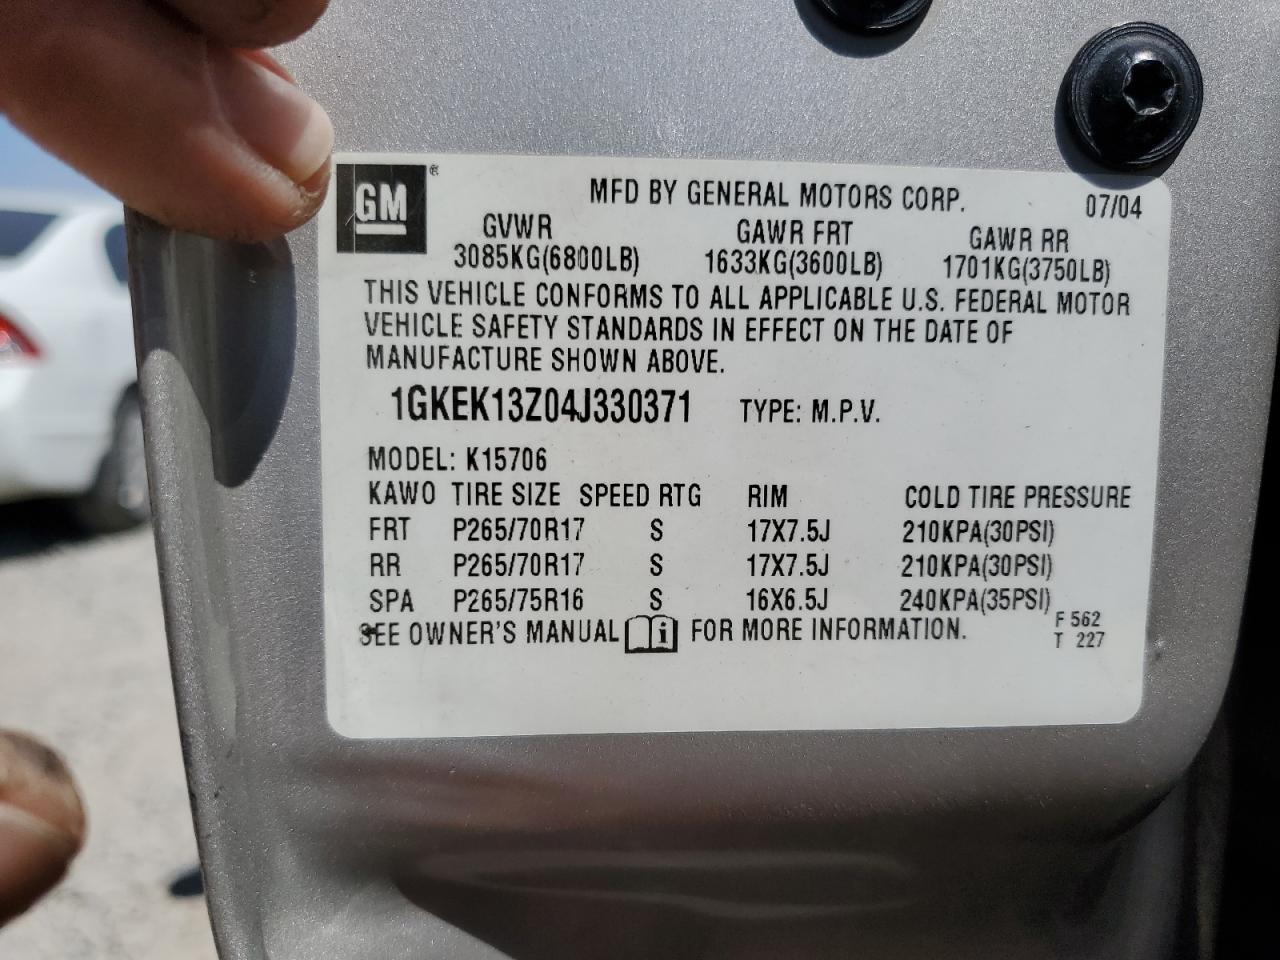 GM®
MFD BY GENERAL MOTORS CORP. 07/04
GVWR GAWR FRT GAWR RR
3085KG(6800LB) 1633KG(3600LB) 1701KG(3750LB)
THIS VEHICLE CONFORMS TO ALL APPLICABLE U.S. FEDERAL MOTOR
VEHICLE SAFETY STANDARDS IN EFFECT ON THE DATE OF
MANUFACTURE SHOWN ABOVE.
1GKEK13Z04J330371 TYPE: M.P.V.
MODEL: K15706
KAWO TIRE SIZE SPEED RTG RIM COLD TIRE PRESSURE
FRT P265/70R17 S 17X7.5J 210KPA(30PSI)
RR P265/70R17 S 17X7.5J 210KPA(30PSI)
SPA P265/75R16 S 16X6.5J 240KPA(35PSI)
SEE OWNER'S MANUAL i FOR MORE INFORMATION. F 562
T 227